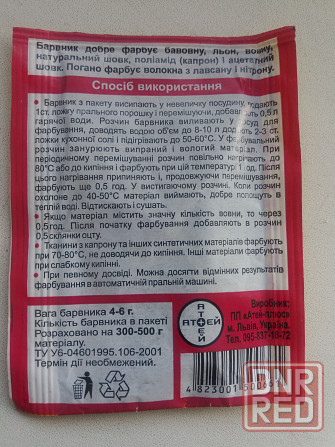 Барвник добре фарбує бавовну, льон, вовну,
натуральний шовк, поліамід (капрон) і ацетатний
шовк. Погано фарбує волокна з лавсану і нітрону.
Спосіб використання
• Барвник з пакету висипають у невеличку посудину, додають
1ст. ложку прального порошку і перемішуючи, додають 0,5 л
гарячої води. Розчин барвника виливають у посуд для
фарбування, доводять водою об'єм до 8-10 л додають 2-3 ст.
ложки кухонної солі і підігрівають до 50-60°С. У фарбувальний
розчин занурюють випраний і вологий матеріал. При
періодичному перемішуванні розчин повільно нагрівають до
80°С або до кипіння і фарбують при цій температурі 1 год. Після
цього нагрівання припиняють і, продовжуючи перемішування,
фарбують ще 0,5 год. У вистигаючому розчині. Коли розчин
охолоне до 40-50°С матеріал виймають, добре полощуть в
теплій воді. Відтискають і сушать.
• Якщо матеріал містить значну кількість вовни, то через
0,5год. Після початку фарбування добавляють в розчин
0,5склянки оцту.
• Тканини з капрону та інших синтетичних матеріалів фарбують
при 70-80°С, не доводячи до кипіння. Інші матеріали фарбують
при слабкому кипінні.
• При певному досвіді. Можна досягти відмінних результатів
фарбування в автоматичній пральній машині.
Вага барвника 4-6 г.
Кількість барвника в пакеті
Розраховано на 300-500 г
матеріалу.
ТУ У6-04601995.106-2001
Термін дії необмежений.
АТОЕЙ
АТОЕЙ
Виробник:
ПП «Атей-плюс»
м. Львів, Україна.
DNR
RED